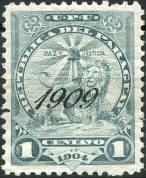 U.P.U.
REPUBLICA DEL PARAGUAY
PAZ Y JUSTICIA
1909
CENTAVO
1 1904 1